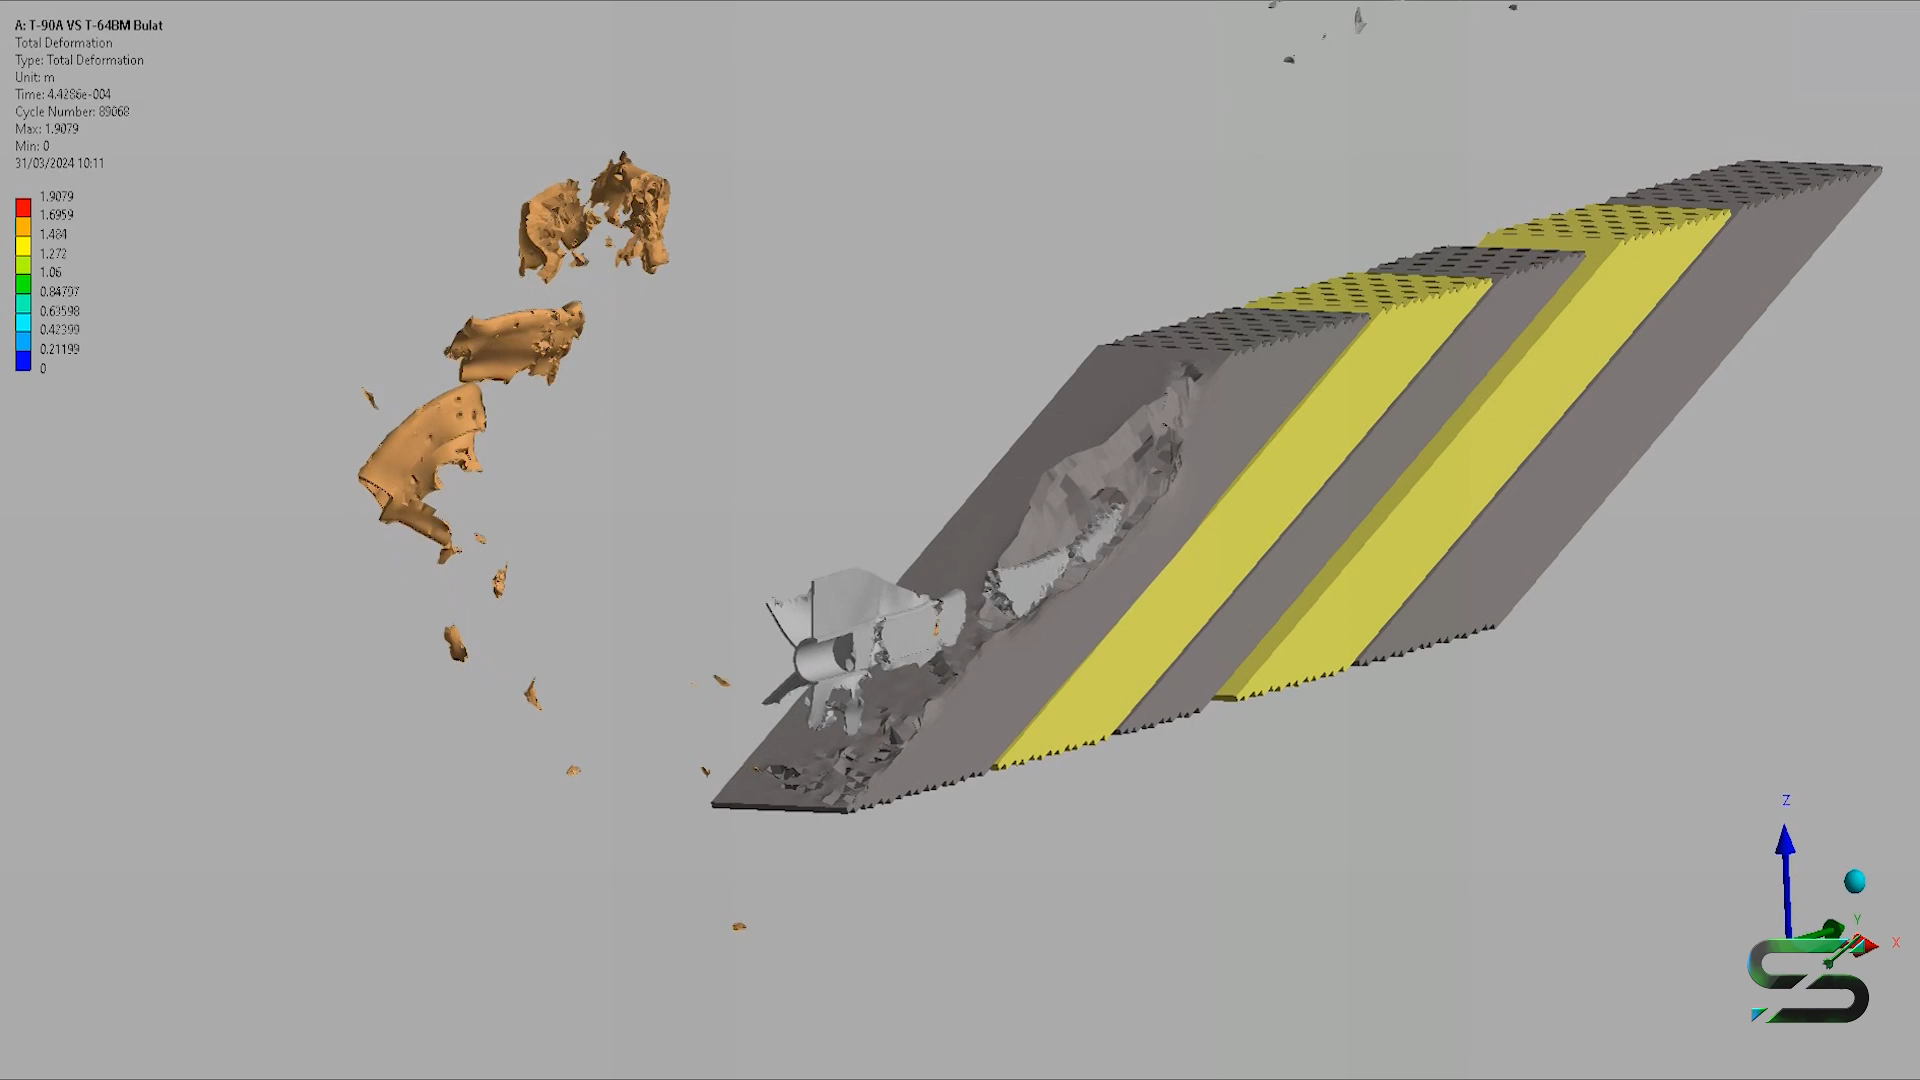 A: T-90A VS T-64BM Bulat
Total Deformation
Type: Total Deformation
Unit: m
Time: 4.4286e-004
Cycle Number: 89068
Max: 1.9079
Min: 0
31/03/2024 10:11
1.9079
1.6959
1.484
1.272
1.06
0.84797
0.63598
0.42399
0.21199
0
Z
Y
X